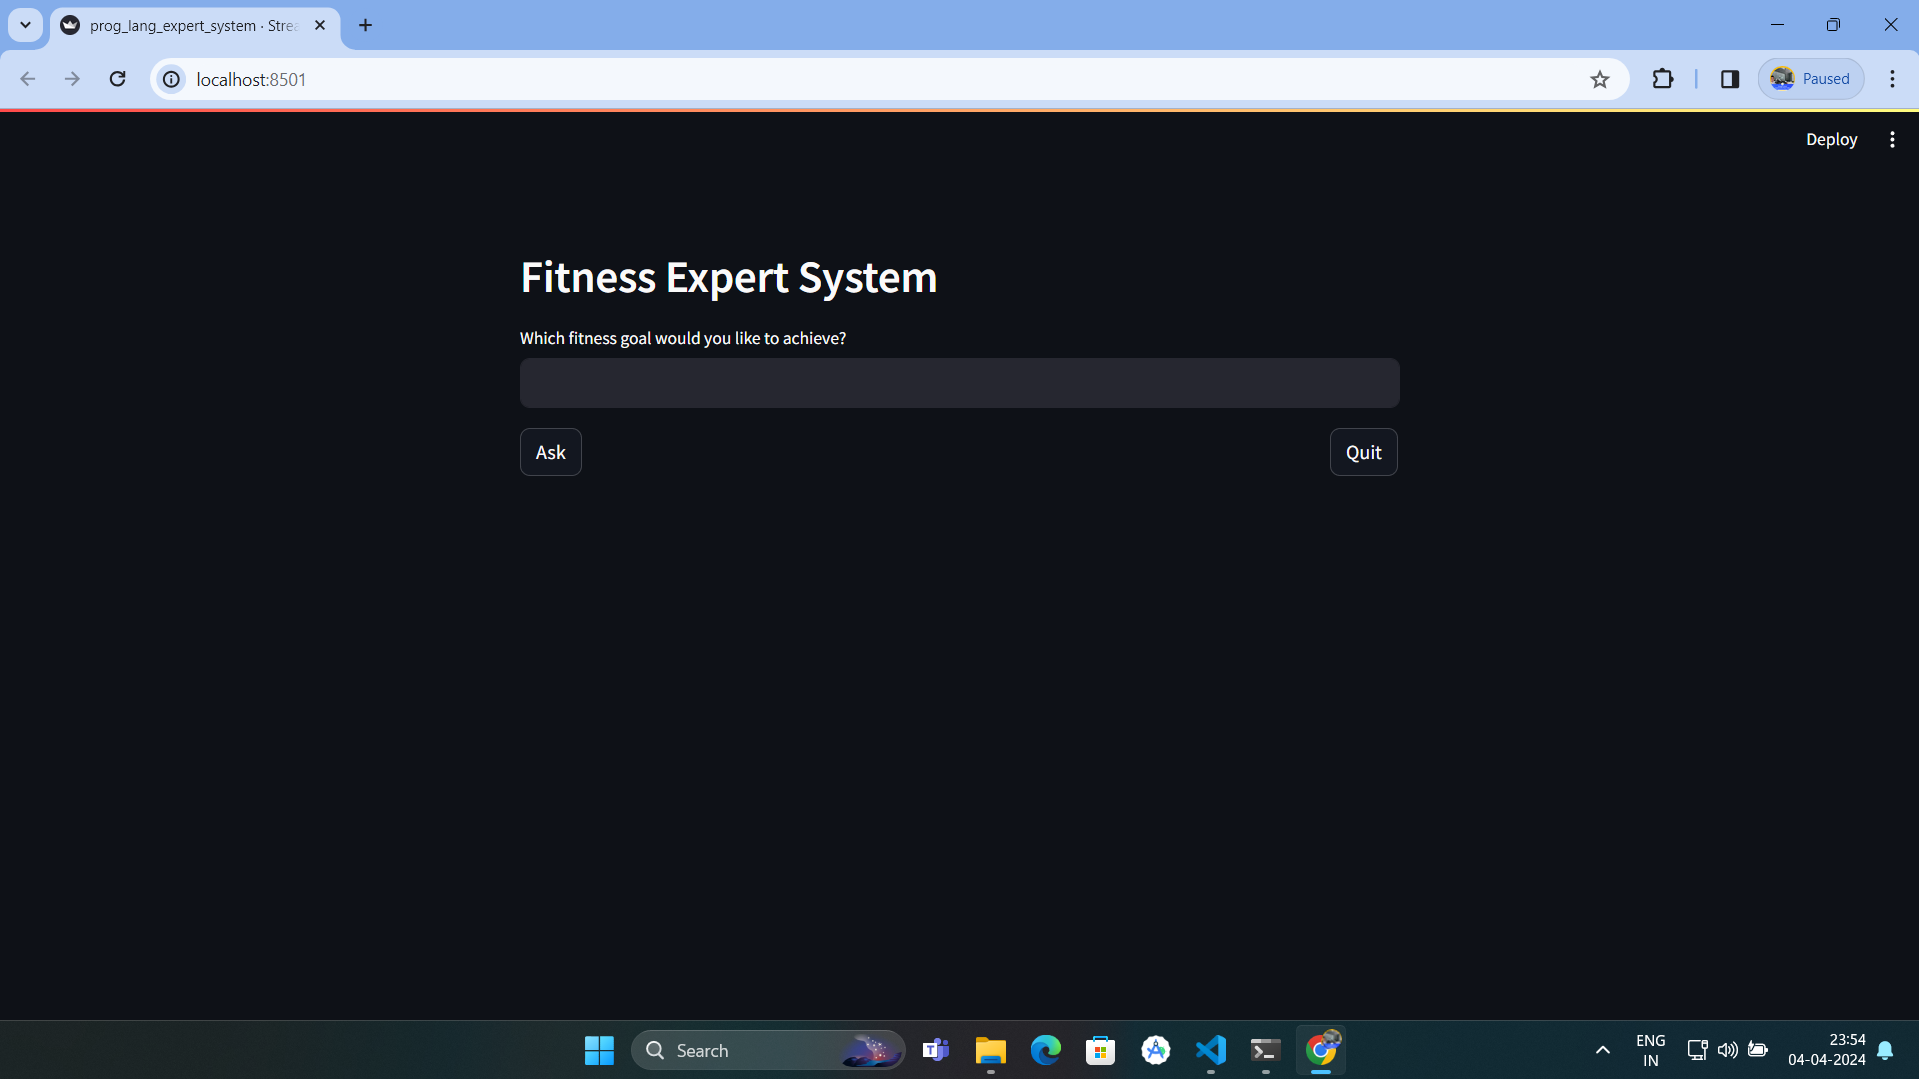 prog_lang_expert_system · Strea
localhost:8501
Paused
Deploy
Fitness Expert System
Which fitness goal would you like to achieve?
Ask
Quit
Search
ENG
IN
23:54
04-04-2024